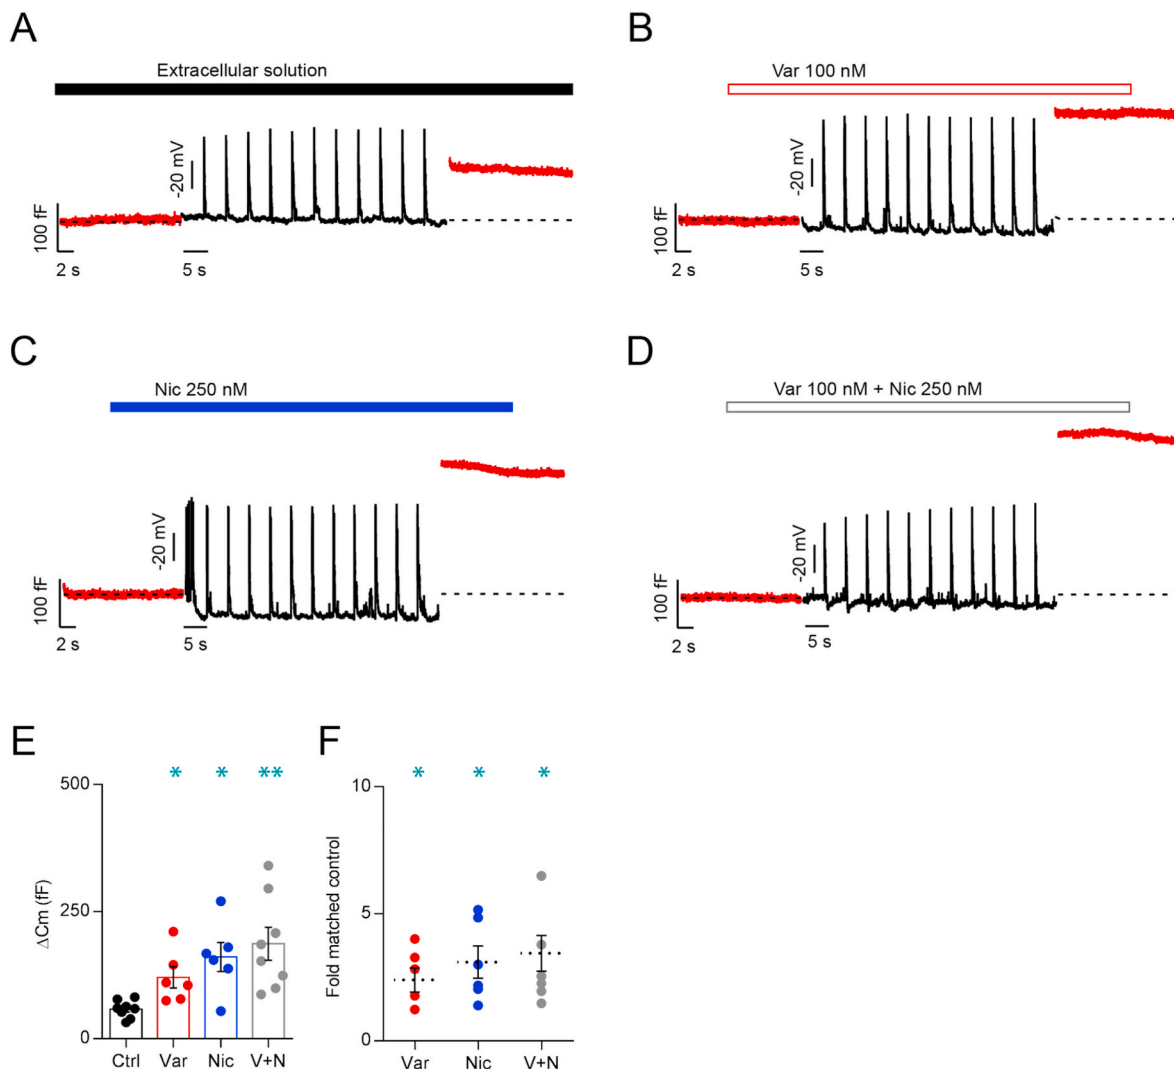 A
Extracellular solution
-20 mV
100 fF
2 s
5 s
B
Var 100 nM
-20 mV
100 fF
2 s
5 s
C
Nic 250 nM
-20 mV
100 fF
2 s
5 s
D
Var 100 nM + Nic 250 nM
-20 mV
100 fF
2 s
5 s
E
* * **
500
250
0
ΔCm (fF)
Ctrl Var Nic V+N
F
* * *
10
5
0
Fold matched control
Var Nic V+N